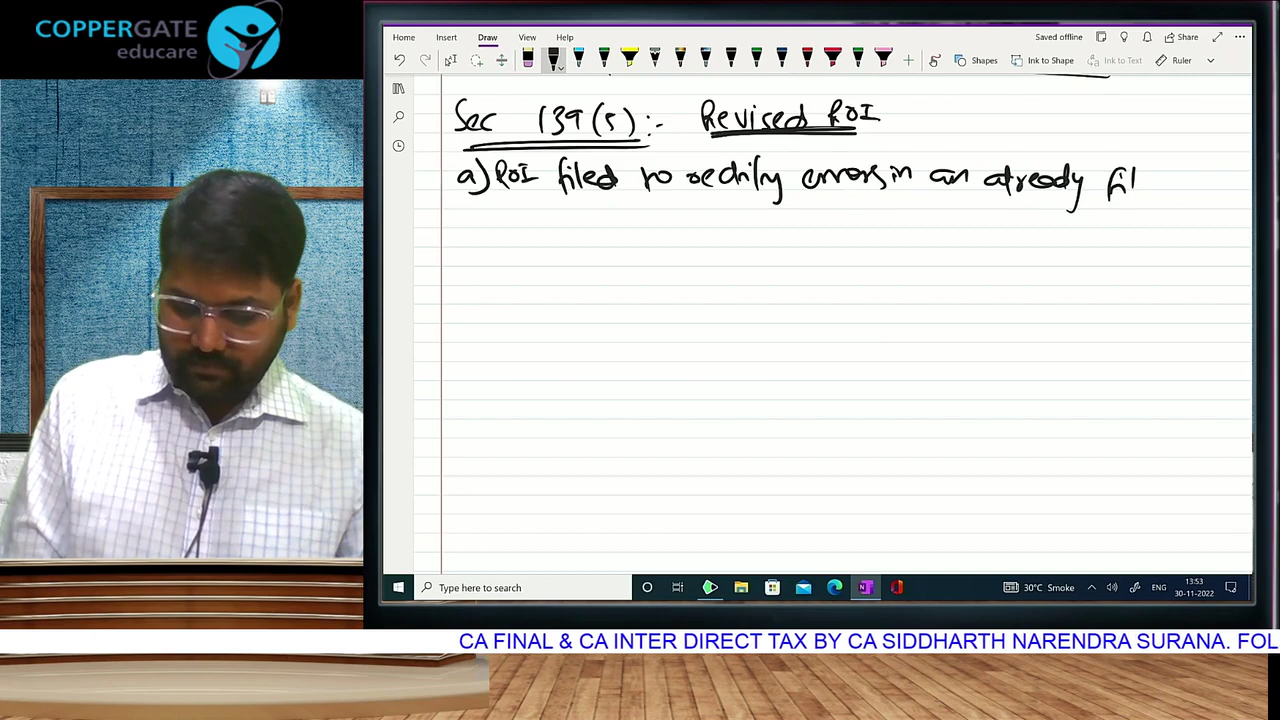 COPPERGATE
educare
Home Insert Draw View Help
Saved offline
Share
Shapes
Ink to Shape
Ink to Text
Ruler
Sec 139(5):- Revised ROI
a) ROI filed to rectify errors in an already fil
Type here to search
30°C Smoke
ENG
13:53
30-11-2022
CA FINAL & CA INTER DIRECT TAX BY CA SIDDHARTH NARENDRA SURANA. FOL